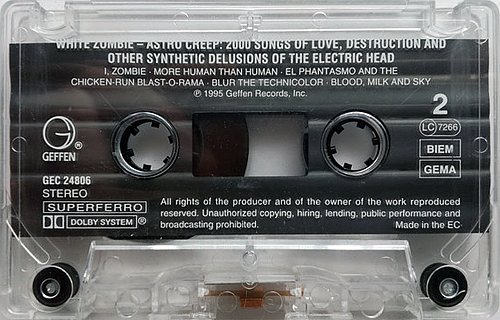 WHITE ZOMBIE – ASTRO CREEP: 2000 SONGS OF LOVE, DESTRUCTION AND
OTHER SYNTHETIC DELUSIONS OF THE ELECTRIC HEAD
I, ZOMBIE · MORE HUMAN THAN HUMAN · EL PHANTASMO AND THE
CHICKEN-RUN BLAST-O-RAMA · BLUR THE TECHNICOLOR · BLOOD, MILK AND SKY
℗ 1995 Geffen Records, Inc.
2
LC 7266
G ®
GEFFEN
BIEM
GEMA
GEC 24806
STEREO
SUPERFERRO
DOLBY SYSTEM ®
All rights of the producer and of the owner of the work reproduced
reserved. Unauthorized copying, hiring, lending, public performance and
broadcasting prohibited. Made in the EC